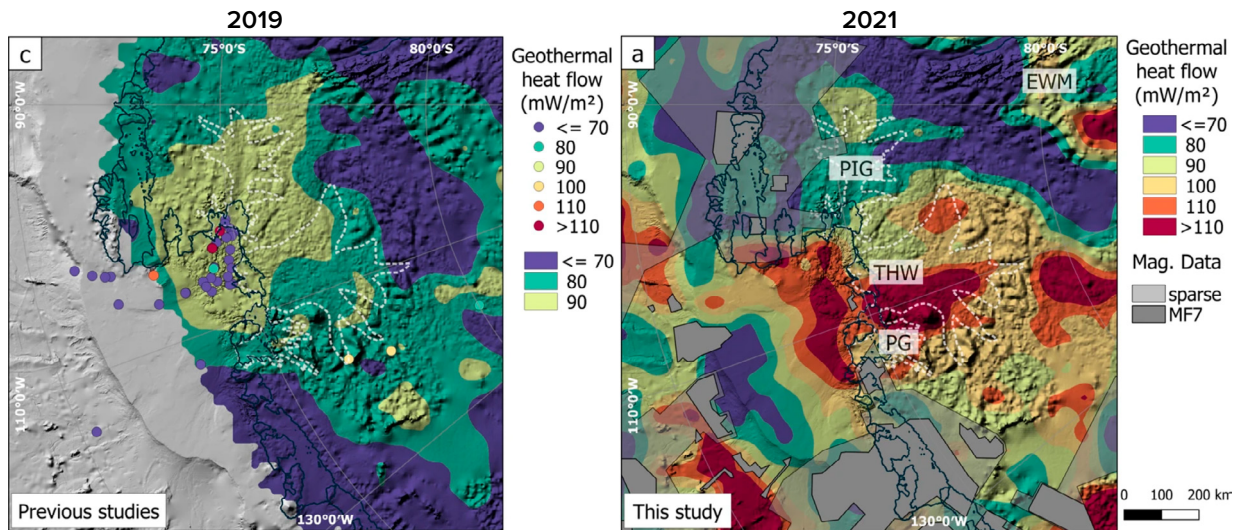 2019
2021
c
75°0′S
80°0′S
90°0′W
110°0′W
130°0′W
Previous studies
Geothermal
heat flow
(mW/m²)
<= 70
80
90
100
110
>110
<= 70
80
90
a
75°0′S
80°0′S
EWM
90°0′W
PIG
THW
PG
110°0′W
130°0′W
This study
Geothermal
heat flow
(mW/m²)
<=70
80
90
100
110
>110
Mag. Data
sparse
MF7
0 100 200 km